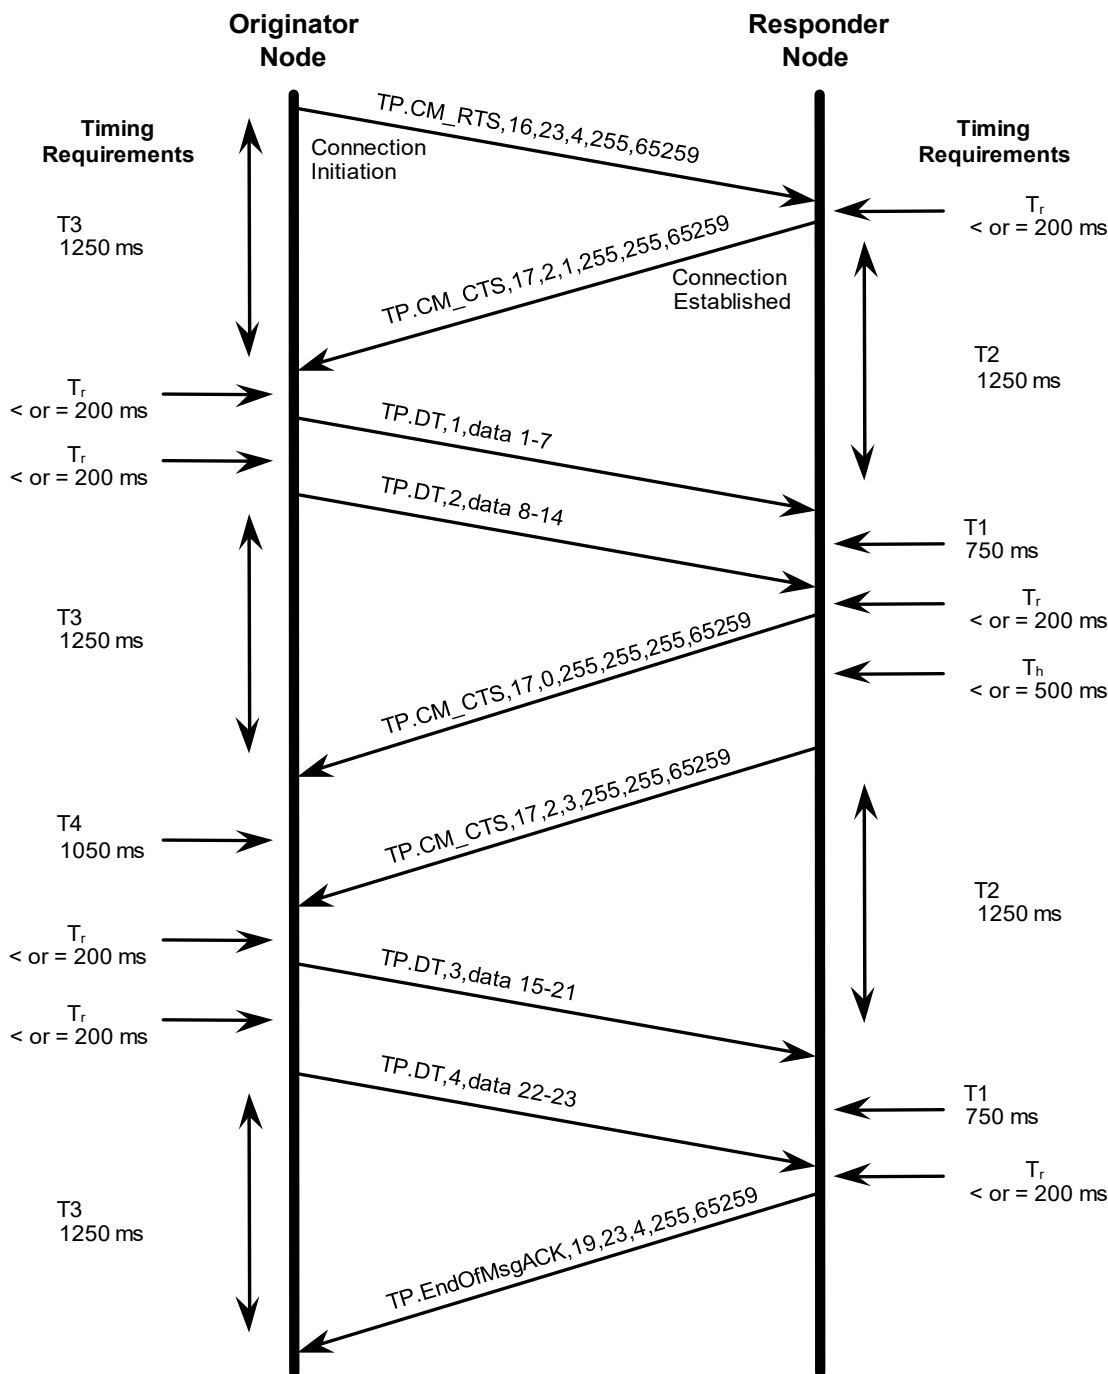 Originator
Node
Responder
Node
Timing
Requirements
Timing
Requirements
TP.CM_RTS,16,23,4,255,65259
Connection
Initiation
T3
1250 ms
Tr
< or = 200 ms
TP.CM_CTS,17,2,1,255,255,65259
Connection
Established
T2
1250 ms
Tr
< or = 200 ms
TP.DT,1,data 1-7
Tr
< or = 200 ms
TP.DT,2,data 8-14
T1
750 ms
Tr
< or = 200 ms
T3
1250 ms
TP.CM_CTS,17,0,255,255,255,65259
Th
< or = 500 ms
TP.CM_CTS,17,2,3,255,255,65259
T4
1050 ms
T2
1250 ms
Tr
< or = 200 ms
TP.DT,3,data 15-21
Tr
< or = 200 ms
TP.DT,4,data 22-23
T1
750 ms
Tr
< or = 200 ms
T3
1250 ms
TP.EndOfMsgACK,19,23,4,255,65259